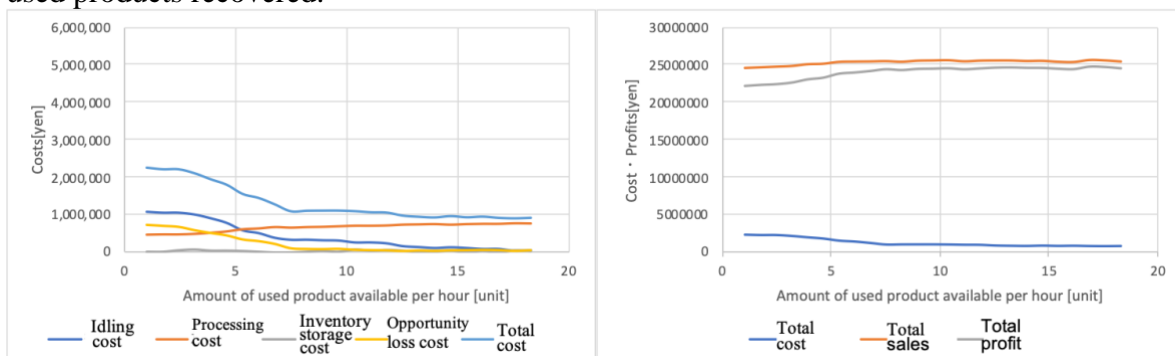 used products recovered.
6,000,000
5,000,000
4,000,000
3,000,000
2,000,000
1,000,000
0
Costs[yen]
0 5 10 15 20
Amount of used product available per hour [unit]
Idling cost
Processing cost
Inventory storage cost
Opportunity loss cost
Total cost
30000000
25000000
20000000
15000000
10000000
5000000
0
Cost・Profits[yen]
0 5 10 15 20
Amount of used product available per hour [unit]
Total cost
Total sales
Total profit